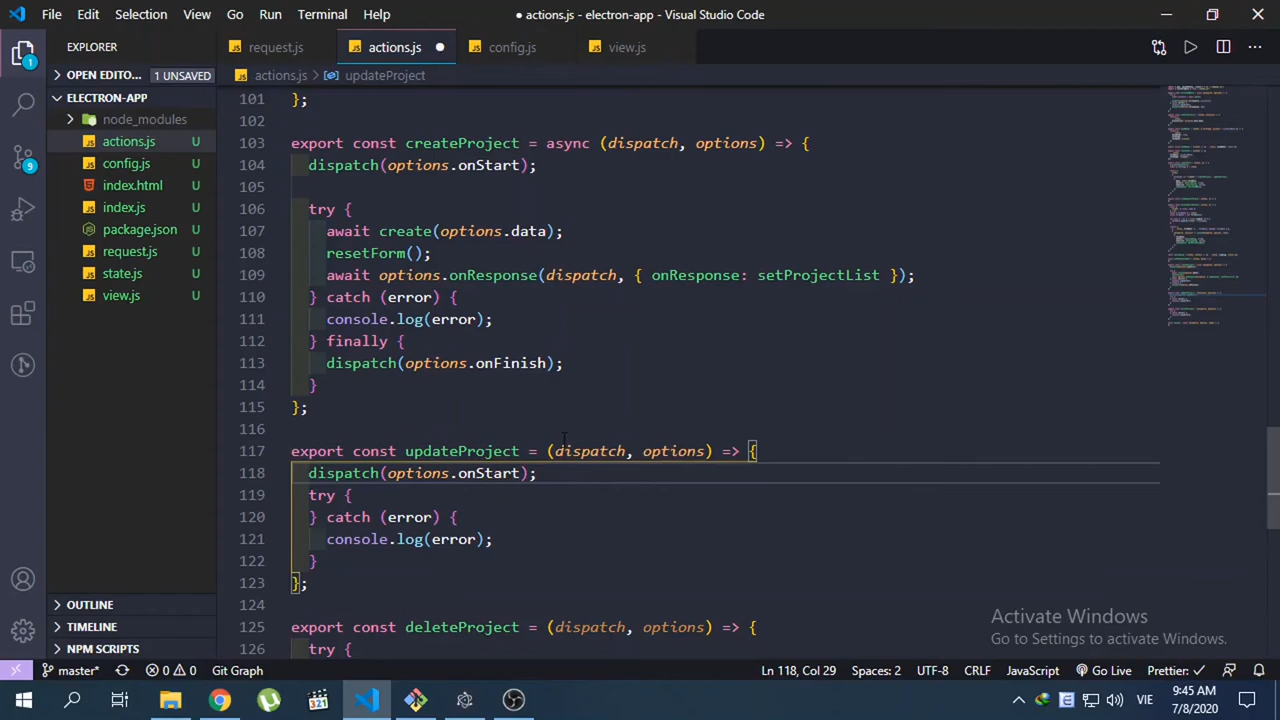 File Edit Selection View Go Run Terminal Help
● actions.js - electron-app - Visual Studio Code
EXPLORER
OPEN EDITO... 1 UNSAVED
ELECTRON-APP
node_modules
actions.js U
config.js U
index.html U
index.js U
package.json U
request.js U
state.js U
view.js U
OUTLINE
TIMELINE
NPM SCRIPTS
1
9
request.js actions.js ● config.js view.js
actions.js > updateProject
101 };
102
103 export const createProject = async (dispatch, options) => {
104 dispatch(options.onStart);
105
106 try {
107 await create(options.data);
108 resetForm();
109 await options.onRespone(dispatch, { onResponse: setProjectList });
110 } catch (error) {
111 console.log(error);
112 } finally {
113 dispatch(options.onFinish);
114 }
115 };
116
117 export const updateProject = (dispatch, options) => {
118 dispatch(options.onStart);
119 try {
120 } catch (error) {
121 console.log(error);
122 }
123 };
124
125 export const deleteProject = (dispatch, options) => {
126 try {
Activate Windows
Go to Settings to activate Windows.
master* 0 0 Git Graph
Ln 118, Col 29 Spaces: 2 UTF-8 CRLF JavaScript Go Live Prettier: ✓
321
VIE
9:45 AM
7/8/2020